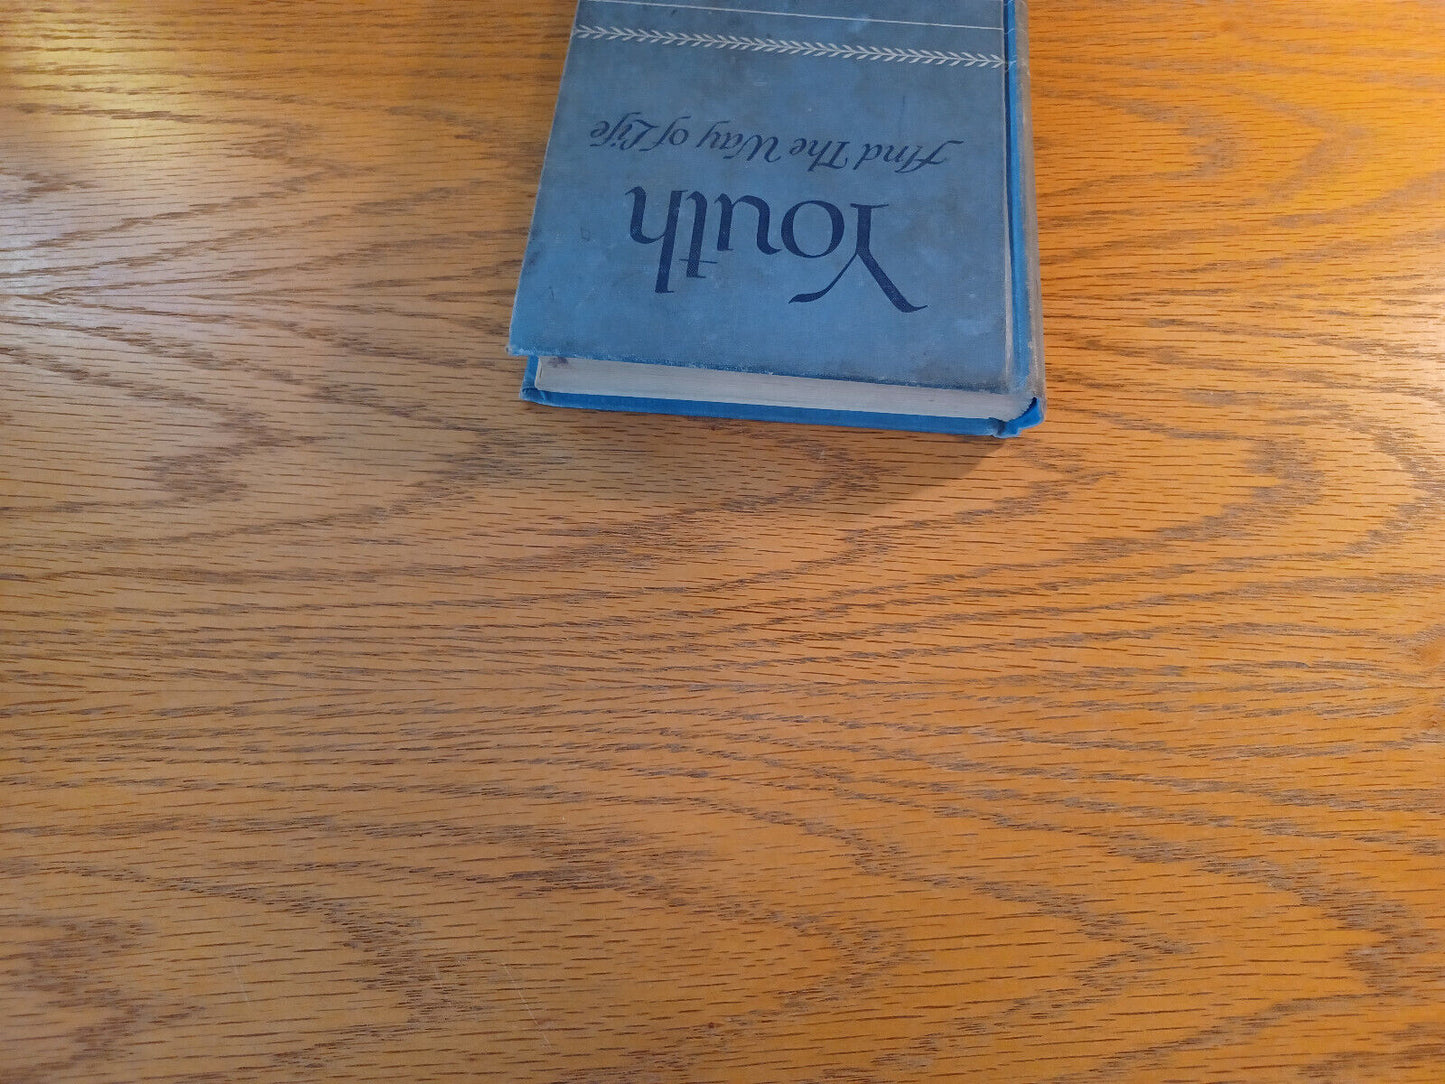 Youth
And The Way of Life